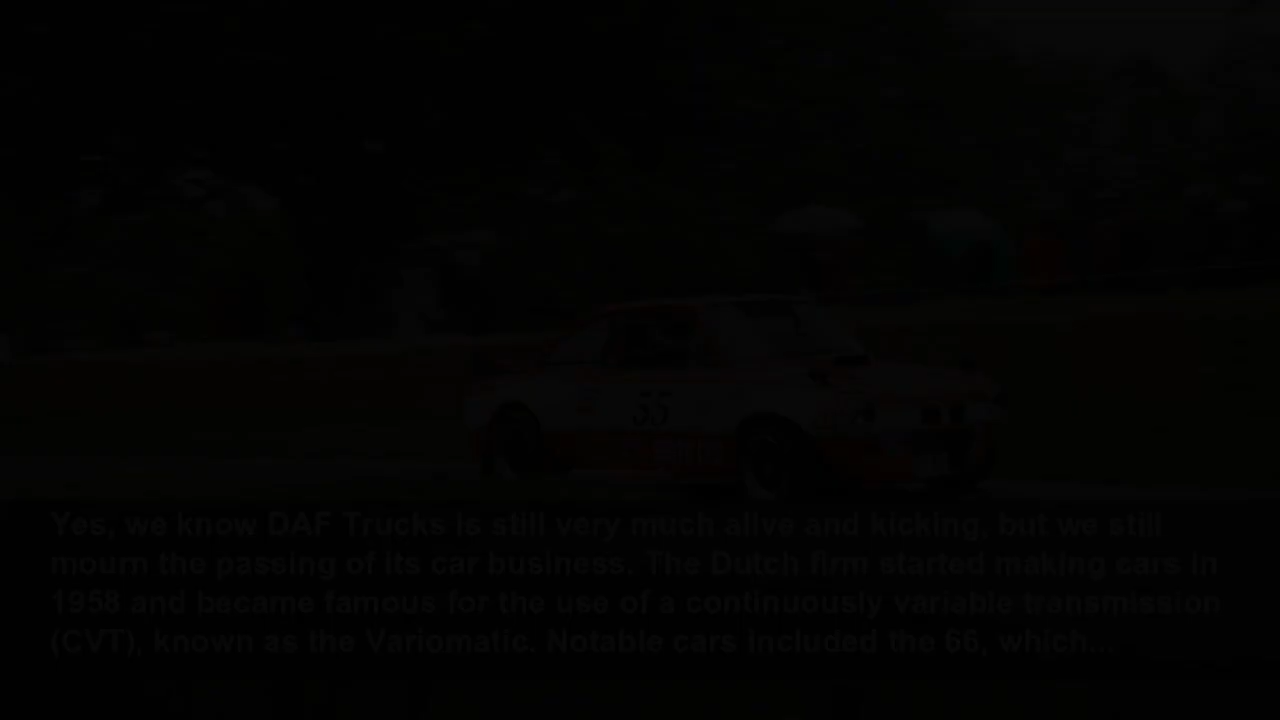 55
Yes, we know DAF Trucks is still very much alive and kicking, but we still
mourn the passing of its car business. The Dutch firm started making cars in
1958 and became famous for the use of a continuously variable transmission
(CVT), known as the Variomatic. Notable cars included the 66, which...